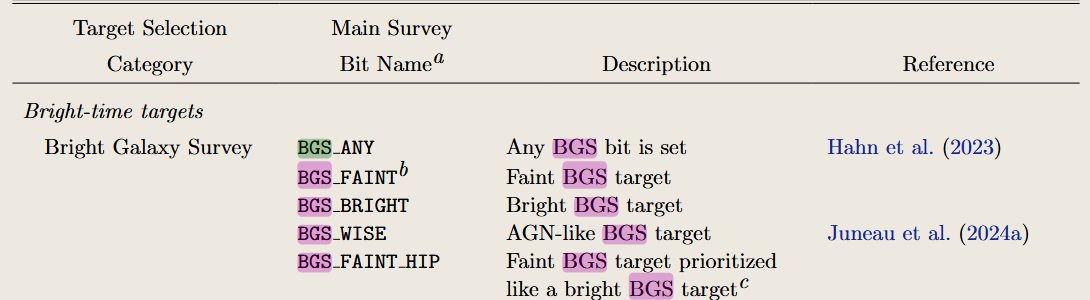 Target Selection Main Survey
Category Bit Name^a Description Reference
Bright-time targets
Bright Galaxy Survey BGS_ANY Any BGS bit is set Hahn et al. (2023)
BGS_FAINT^b Faint BGS target
BGS_BRIGHT Bright BGS target
BGS_WISE AGN-like BGS target Juneau et al. (2024a)
BGS_FAINT_HIP Faint BGS target prioritized
like a bright BGS target^c